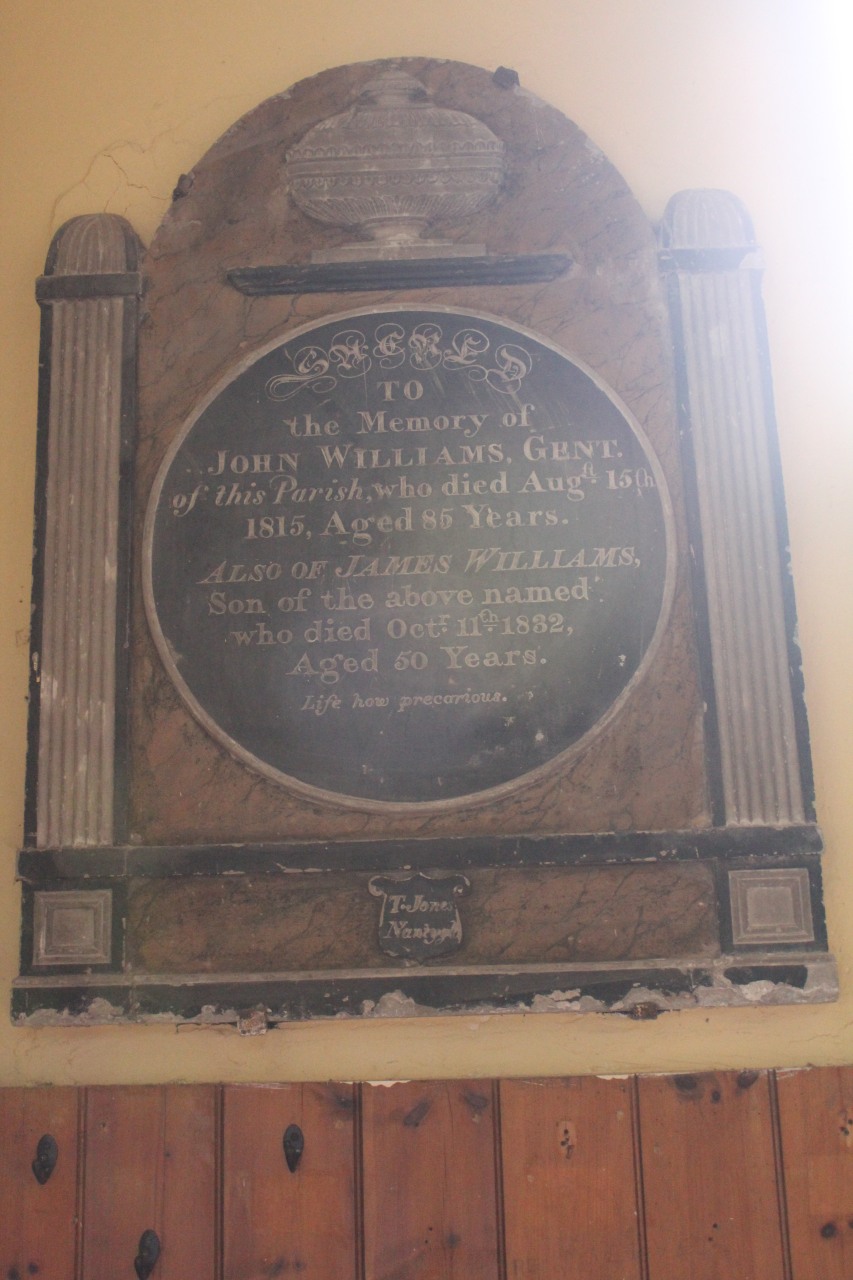 SACRED
TO
the Memory of
JOHN WILLIAMS, GENT.
of this Parish, who died Augst. 15th
1815, Aged 85 Years.
ALSO OF JAMES WILLIAMS,
Son of the above named
who died Octr. 11th 1832,
Aged 50 Years.
Life how precarious.
T. Jones